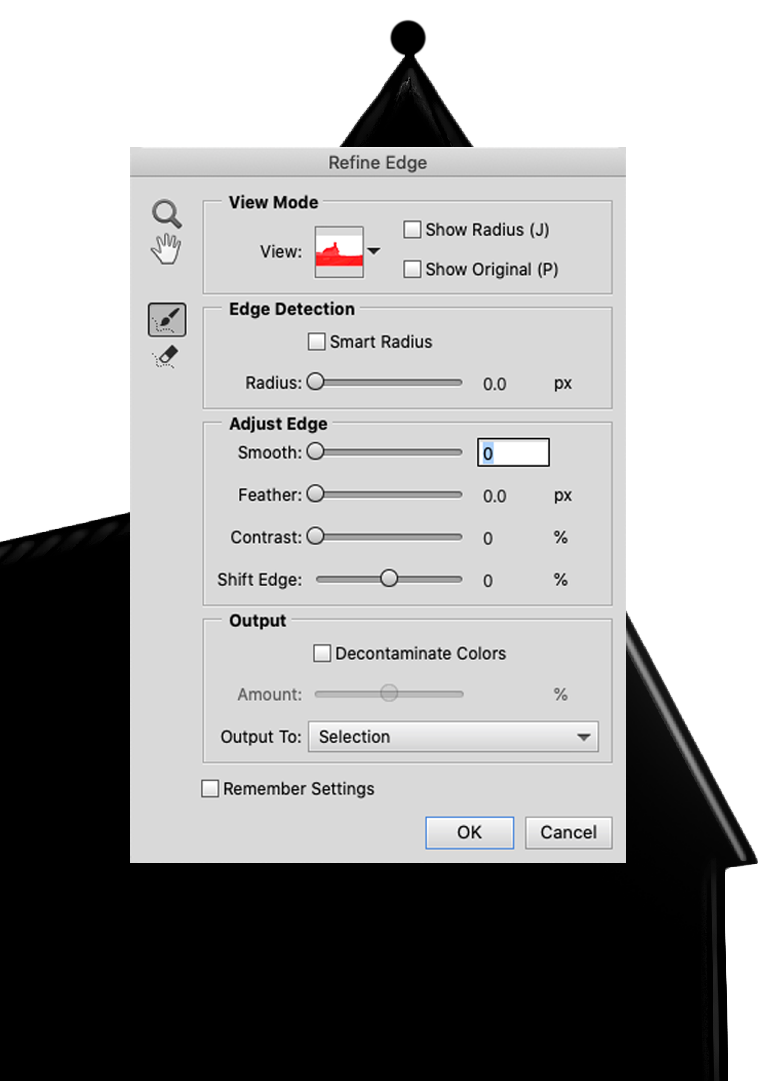 Refine Edge
View Mode
View:
Show Radius (J)
Show Original (P)
Edge Detection
Smart Radius
Radius: 0.0 px
Adjust Edge
Smooth: 0
Feather: 0.0 px
Contrast: 0 %
Shift Edge: 0 %
Output
Decontaminate Colors
Amount: %
Output To: Selection
Remember Settings
OK Cancel